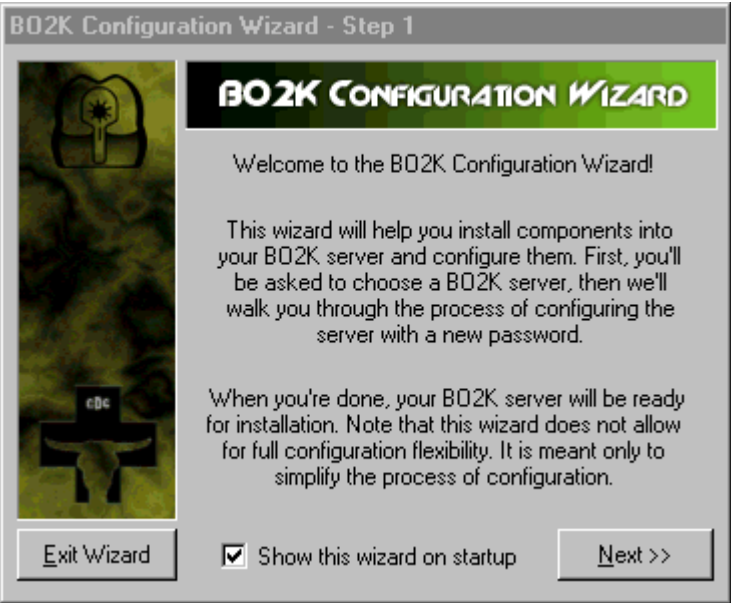 BO2K Configuration Wizard - Step 1
BO2K CONFIGURATION WIZARD
Welcome to the BO2K Configuration Wizard!
This wizard will help you install components into
your BO2K server and configure them. First, you'll
be asked to choose a BO2K server, then we'll
walk you through the process of configuring the
server with a new password.
cDc
When you're done, your BO2K server will be ready
for installation. Note that this wizard does not allow
for full configuration flexibility. It is meant only to
simplify the process of configuration.
Exit Wizard
Show this wizard on startup
Next >>